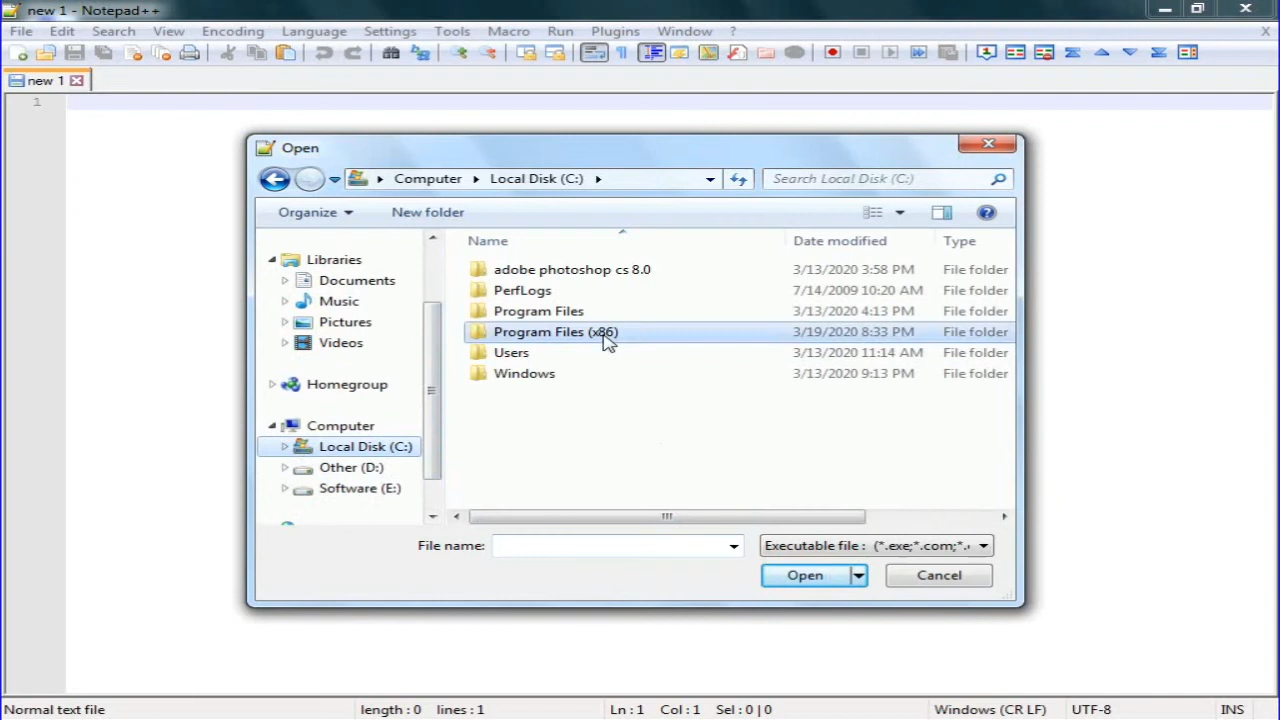 new 1 - Notepad++
File Edit Search View Encoding Language Settings Tools Macro Run Plugins Window ? X
new 1
1
Open
Computer Local Disk (C:) Search Local Disk (C:)
Organize New folder
Name Date modified Type
Libraries
Documents
Music
Pictures
Videos
Homegroup
Computer
Local Disk (C:)
Other (D:)
Software (E:)
adobe photoshop cs 8.0 3/13/2020 3:58 PM File folder
PerfLogs 7/14/2009 10:20 AM File folder
Program Files 3/13/2020 4:13 PM File folder
Program Files (x86) 3/19/2020 8:33 PM File folder
Users 3/13/2020 11:14 AM File folder
Windows 3/13/2020 9:13 PM File folder
File name: Executable file : (*.exe;*.com;*.
Open Cancel
Normal text file length : 0 lines : 1 Ln : 1 Col : 1 Sel : 0 | 0 Windows (CR LF) UTF-8 INS